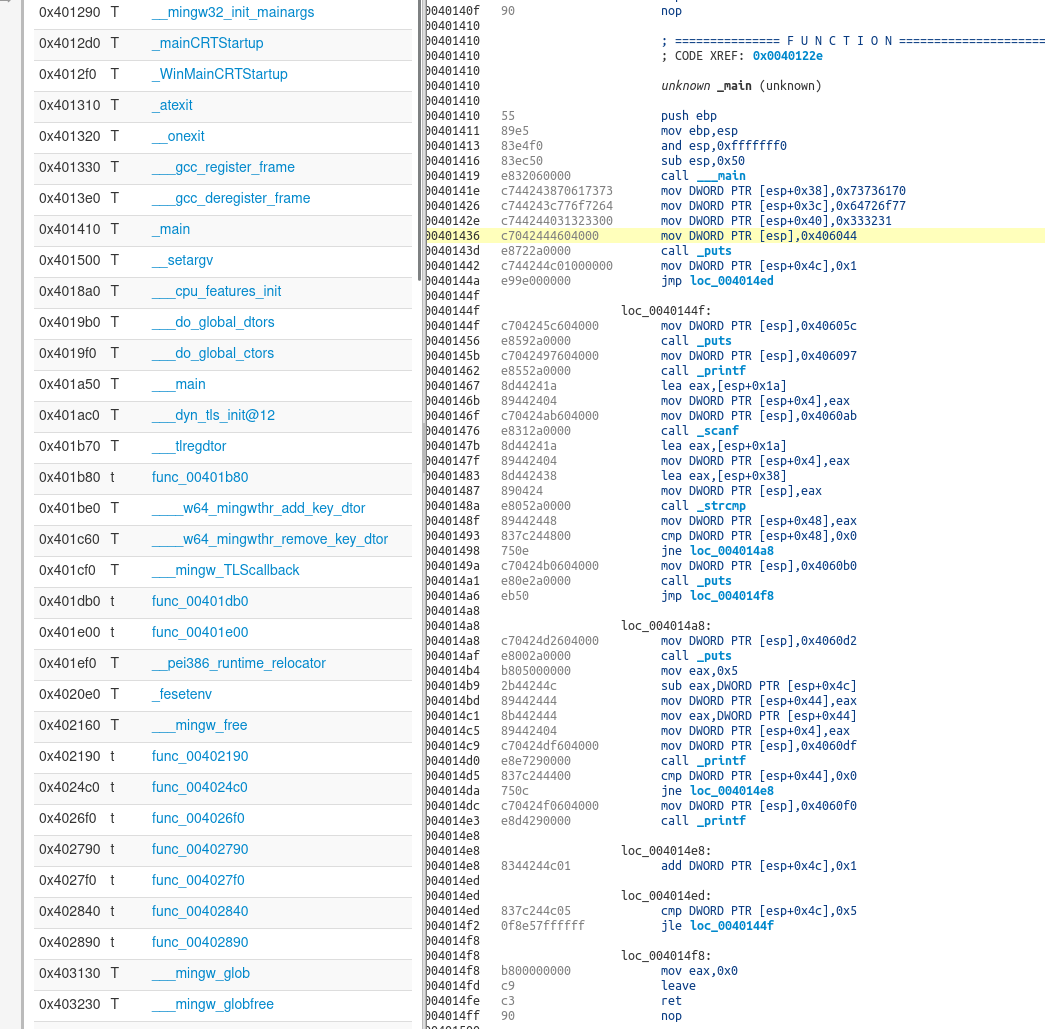 0x401290 T __mingw32_init_mainargs
0x4012d0 T _mainCRTStartup
0x4012f0 T _WinMainCRTStartup
0x401310 T _atexit
0x401320 T __onexit
0x401330 T ___gcc_register_frame
0x4013e0 T ___gcc_deregister_frame
0x401410 T _main
0x401500 T __setargv
0x4018a0 T ___cpu_features_init
0x4019b0 T ___do_global_dtors
0x4019f0 T ___do_global_ctors
0x401a50 T ___main
0x401ac0 T ___dyn_tls_init@12
0x401b70 T ___tlregdtor
0x401b80 t func_00401b80
0x401be0 T ____w64_mingwthr_add_key_dtor
0x401c60 T ____w64_mingwthr_remove_key_dtor
0x401cf0 T ___mingw_TLScallback
0x401db0 t func_00401db0
0x401e00 t func_00401e00
0x401ef0 T __pei386_runtime_relocator
0x4020e0 T _fesetenv
0x402160 T ___mingw_free
0x402190 t func_00402190
0x4024c0 t func_004024c0
0x4026f0 t func_004026f0
0x402790 t func_00402790
0x4027f0 t func_004027f0
0x402840 t func_00402840
0x402890 t func_00402890
0x403130 T ___mingw_glob
0x403230 T ___mingw_globfree
0040140f 90 nop
00401410
00401410 ; =============== F U N C T I O N =====================
00401410 ; CODE XREF: 0x0040122e
00401410
00401410 unknown _main (unknown)
00401410
00401410 55 push ebp
00401411 89e5 mov ebp,esp
00401413 83e4f0 and esp,0xfffffff0
00401416 83ec50 sub esp,0x50
00401419 e832060000 call ___main
0040141e c744243870617373 mov DWORD PTR [esp+0x38],0x73736170
00401426 c744243c776f7264 mov DWORD PTR [esp+0x3c],0x64726f77
0040142e c744244031323300 mov DWORD PTR [esp+0x40],0x333231
00401436 c7042444604000 mov DWORD PTR [esp],0x406044
0040143d e8722a0000 call _puts
00401442 c744244c01000000 mov DWORD PTR [esp+0x4c],0x1
0040144a e99e000000 jmp loc_004014ed
0040144f
0040144f loc_0040144f:
0040144f c704245c604000 mov DWORD PTR [esp],0x40605c
00401456 e8592a0000 call _puts
0040145b c7042497604000 mov DWORD PTR [esp],0x406097
00401462 e8552a0000 call _printf
00401467 8d44241a lea eax,[esp+0x1a]
0040146b 89442404 mov DWORD PTR [esp+0x4],eax
0040146f c70424ab604000 mov DWORD PTR [esp],0x4060ab
00401476 e8312a0000 call _scanf
0040147b 8d44241a lea eax,[esp+0x1a]
0040147f 89442404 mov DWORD PTR [esp+0x4],eax
00401483 8d442438 lea eax,[esp+0x38]
00401487 890424 mov DWORD PTR [esp],eax
0040148a e8052a0000 call _strcmp
0040148f 89442448 mov DWORD PTR [esp+0x48],eax
00401493 837c244800 cmp DWORD PTR [esp+0x48],0x0
00401498 750e jne loc_004014a8
0040149a c70424b0604000 mov DWORD PTR [esp],0x4060b0
004014a1 e80e2a0000 call _puts
004014a6 eb50 jmp loc_004014f8
004014a8
004014a8 loc_004014a8:
004014a8 c70424d2604000 mov DWORD PTR [esp],0x4060d2
004014af e8002a0000 call _puts
004014b4 b805000000 mov eax,0x5
004014b9 2b44244c sub eax,DWORD PTR [esp+0x4c]
004014bd 89442444 mov DWORD PTR [esp+0x44],eax
004014c1 8b442444 mov eax,DWORD PTR [esp+0x44]
004014c5 89442404 mov DWORD PTR [esp+0x4],eax
004014c9 c70424df604000 mov DWORD PTR [esp],0x4060df
004014d0 e8e7290000 call _printf
004014d5 837c244400 cmp DWORD PTR [esp+0x44],0x0
004014da 750c jne loc_004014e8
004014dc c70424f0604000 mov DWORD PTR [esp],0x4060f0
004014e3 e8d4290000 call _printf
004014e8
004014e8 loc_004014e8:
004014e8 8344244c01 add DWORD PTR [esp+0x4c],0x1
004014ed
004014ed loc_004014ed:
004014ed 837c244c05 cmp DWORD PTR [esp+0x4c],0x5
004014f2 0f8e57ffffff jle loc_0040144f
004014f8
004014f8 loc_004014f8:
004014f8 b800000000 mov eax,0x0
004014fd c9 leave
004014fe c3 ret
004014ff 90 nop